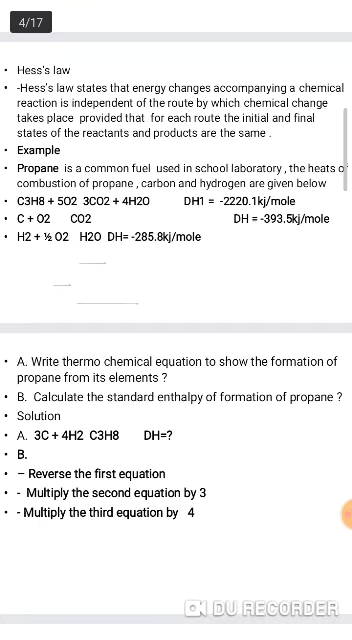 4/17
• Hess's law
• -Hess's law states that energy changes accompanying a chemical
reaction is independent of the route by which chemical change
takes place provided that for each route the initial and final
states of the reactants and products are the same .
• Example
• Propane is a common fuel used in school laboratory , the heats of
combustion of propane , carbon and hydrogen are given below
• C3H8 + 5O2 3CO2 + 4H2O DH1 = -2220.1kj/mole
• C + O2 CO2 DH = -393.5kj/mole
• H2 + ½ O2 H2O DH= -285.8kj/mole
• A. Write thermo chemical equation to show the formation of
propane from its elements ?
• B. Calculate the standard enthalpy of formation of propane ?
• Solution
• A. 3C + 4H2 C3H8 DH=?
• B.
• – Reverse the first equation
• - Multiply the second equation by 3
• - Multiply the third equation by 4
DU RECORDER